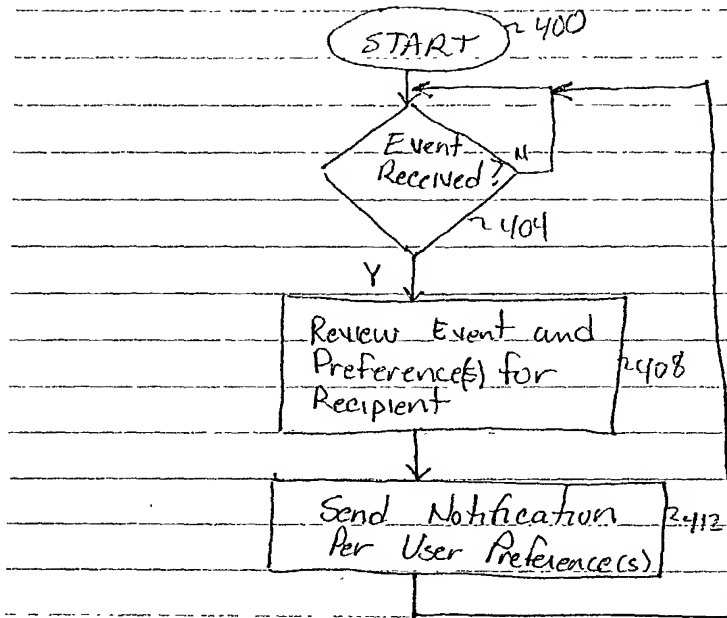 START ~ 400
Event
Received? N
~ 404
Y
Review Event and
Preference(s) for
Recipient
~ 408
Send Notification
Per User Preference(s)
~ 412